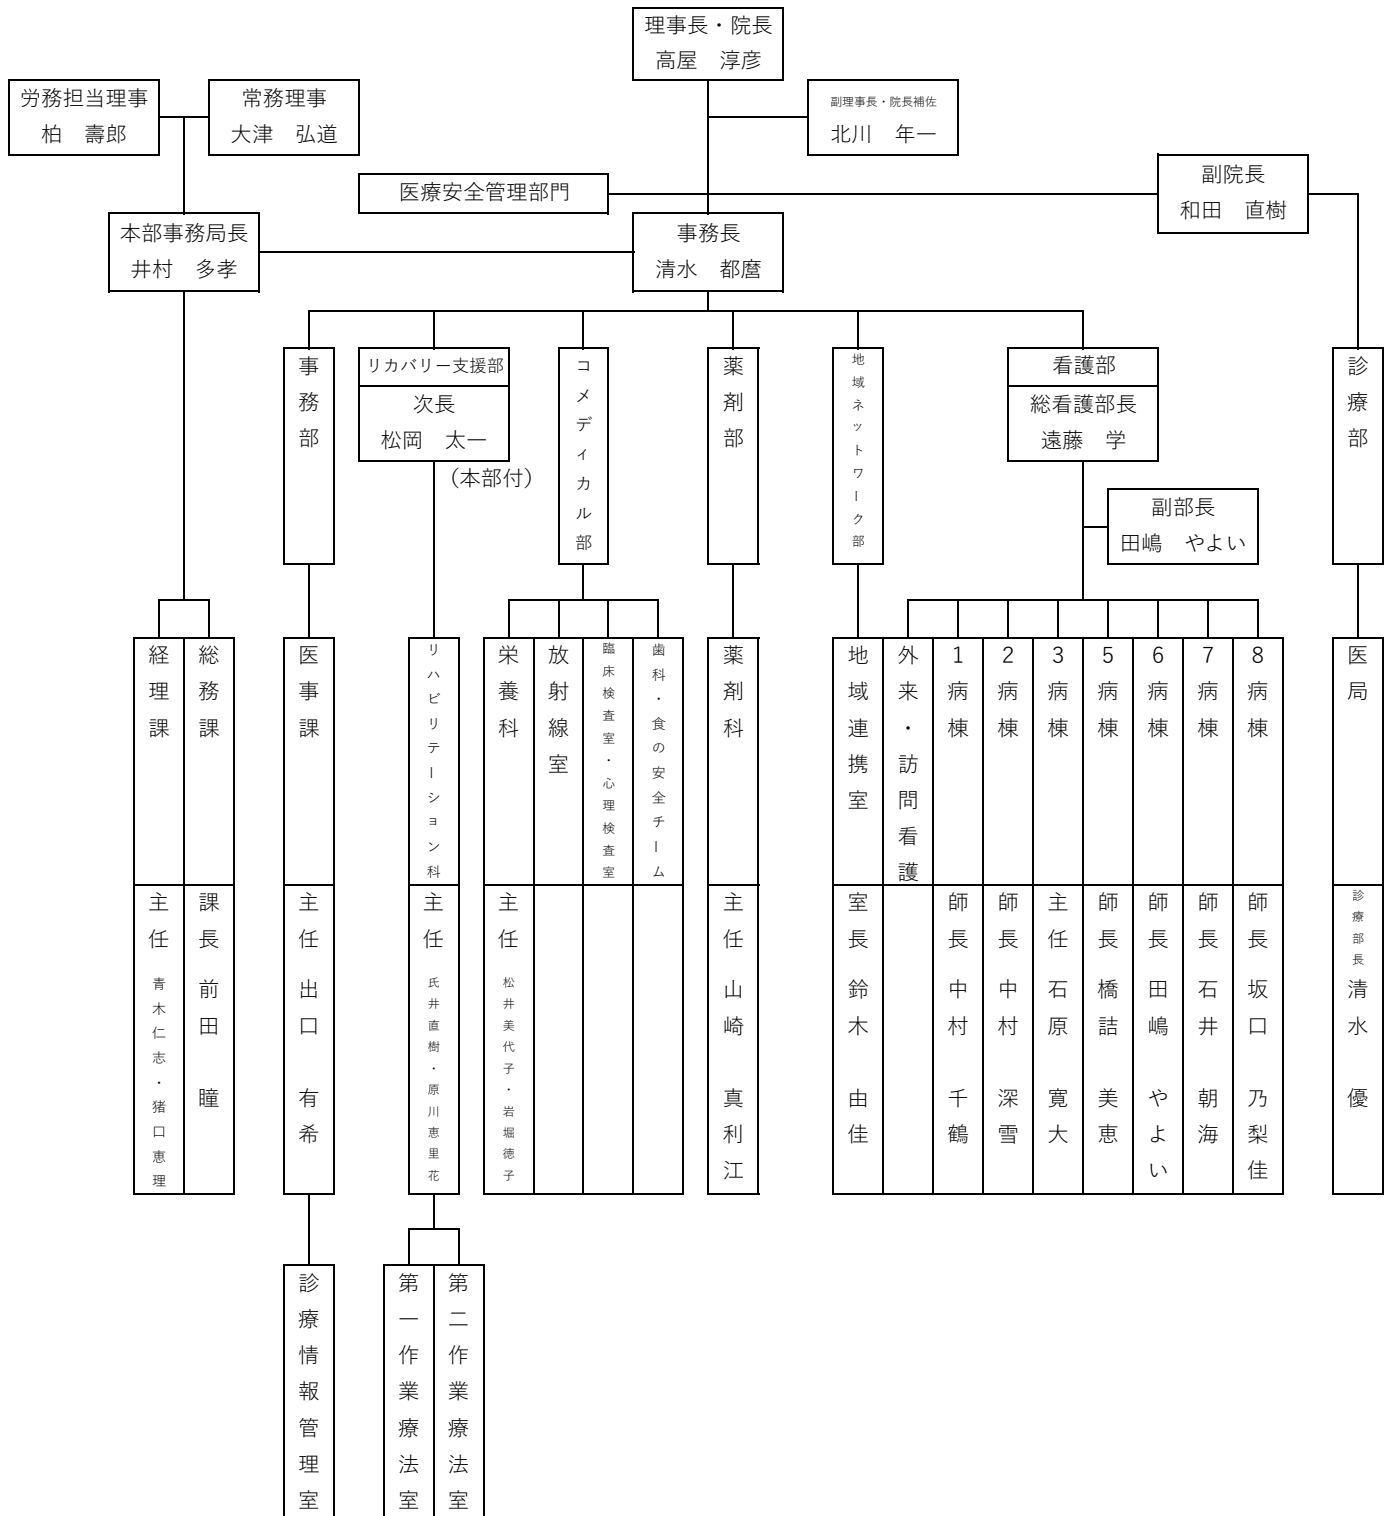 理事長・院長
高屋　淳彦
労務担当理事
柏　壽郎
常務理事
大津　弘道
副理事長・院長補佐
北川　年一
医療安全管理部門
副院長
和田　直樹
本部事務局長
井村　多孝
事務長
清水　都麿
事務部
リカバリー支援部
次長
松岡　太一
（本部付）
コメディカル部
薬剤部
地域ネットワーク部
看護部
総看護部長
遠藤　学
副部長
田嶋　やよい
診療部
経理課
主任　青木仁志・猪口恵理
総務課
課長　前田　瞳
医事課
主任　出口　有希
リハビリテーション科
主任　氏井直樹・原川恵里花
栄養科
主任　松井美代子・岩堀徳子
放射線室
臨床検査室・心理検査室
歯科・食の安全チーム
薬剤科
主任　山崎　真利江
地域連携室
室長　鈴木　由佳
外来・訪問看護
1病棟
師長　中村　千鶴
2病棟
師長　中村　深雪
3病棟
主任　石原　寛大
5病棟
師長　橋詰　美恵
6病棟
師長　田嶋　やよい
7病棟
師長　石井　朝海
8病棟
師長　坂口　乃梨佳
医局
診療部長　清水　優
診療情報管理室
第一作業療法室
第二作業療法室